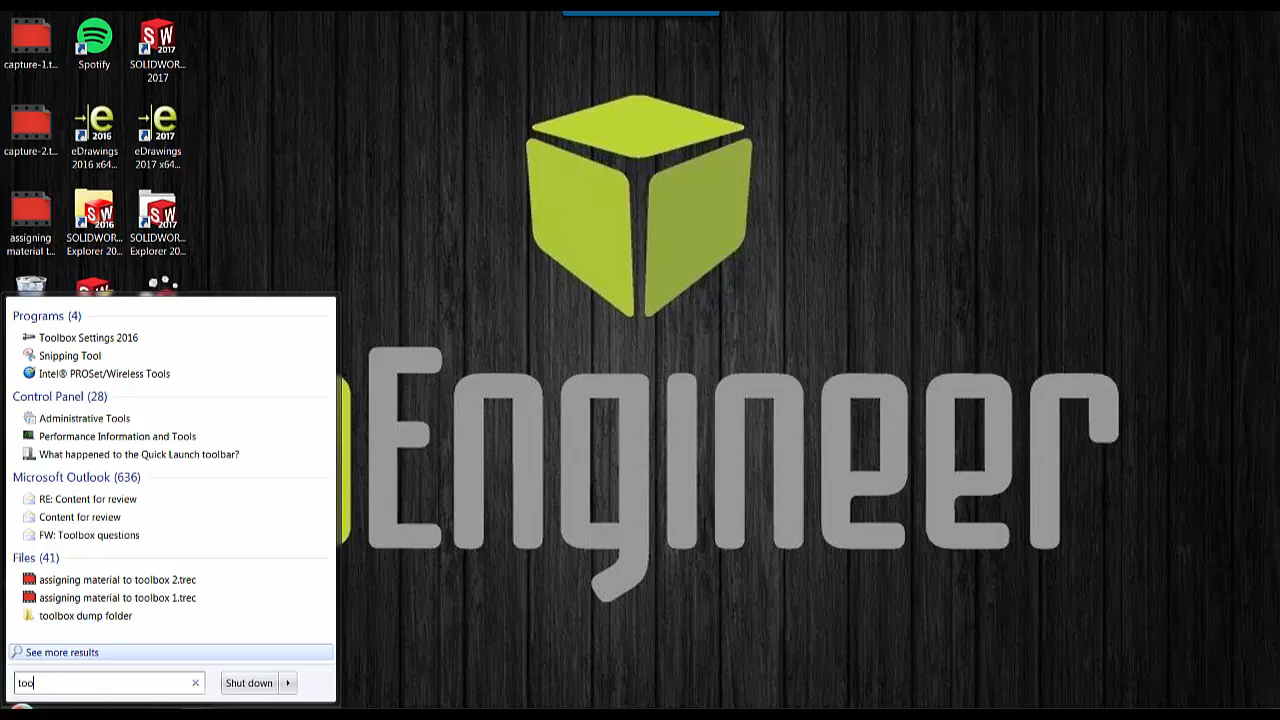 capture-1.t...
Spotify
SOLIDWOR... 2017
capture-2.t...
eDrawings 2016 x64...
eDrawings 2017 x64...
assigning material t...
SOLIDWOR... Explorer 20...
SOLIDWOR... Explorer 20...
Engineer
Programs (4)
Toolbox Settings 2016
Snipping Tool
Intel® PROSet/Wireless Tools
Control Panel (28)
Administrative Tools
Performance Information and Tools
What happened to the Quick Launch toolbar?
Microsoft Outlook (636)
RE: Content for review
Content for review
FW: Toolbox questions
Files (41)
assigning material to toolbox 2.trec
assigning material to toolbox 1.trec
toolbox dump folder
See more results
too
Shut down